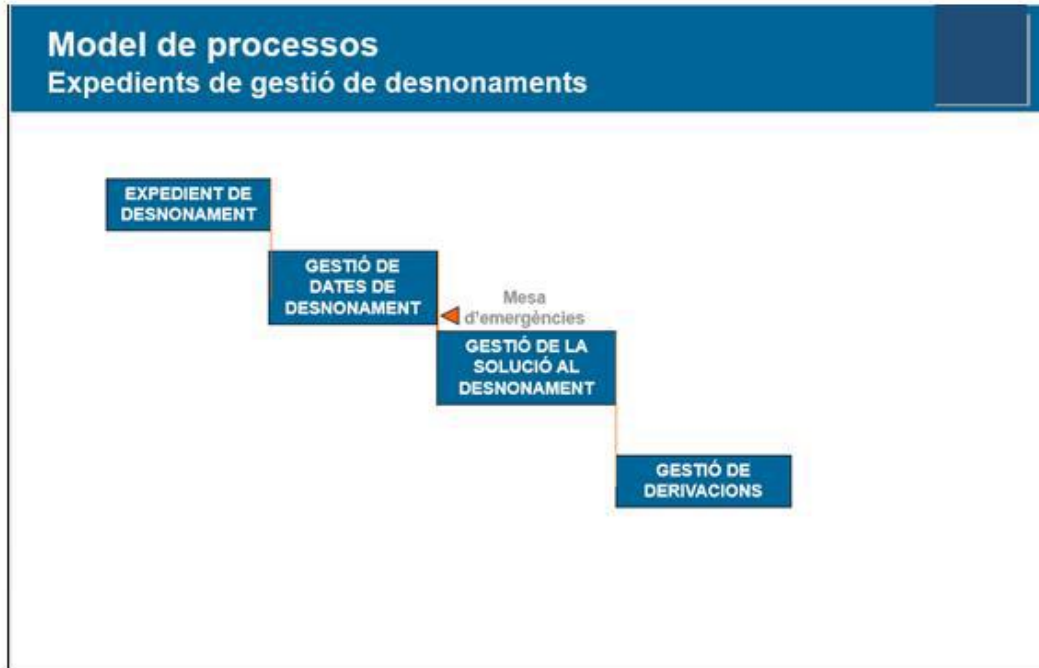 Model de processos
Expedients de gestió de desnonaments
EXPEDIENT DE
DESNONAMENT
GESTIÓ DE
DATES DE
DESNONAMENT
Mesa
d'emergències
GESTIÓ DE LA
SOLUCIÓ AL
DESNONAMENT
GESTIÓ DE
DERIVACIONS